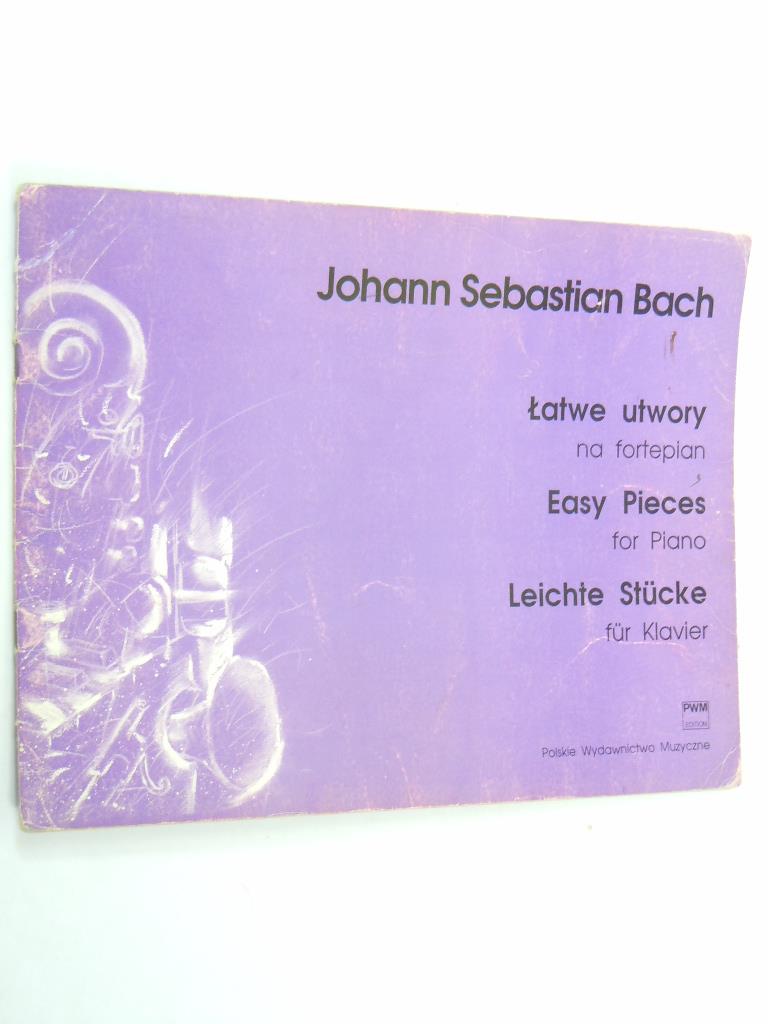 Johann Sebastian Bach
Łatwe utwory
na fortepian
Easy Pieces
for Piano
Leichte Stücke
für Klavier
PWM
EDITION
Polskie Wydawnictwo Muzyczne